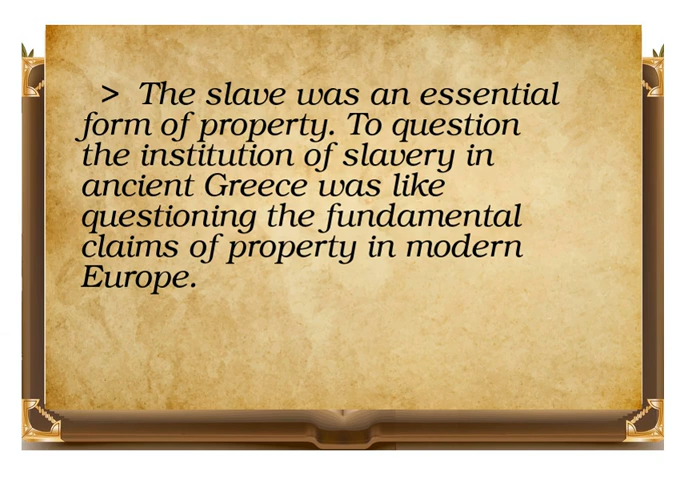 > The slave was an essential
form of property. To question
the institution of slavery in
ancient Greece was like
questioning the fundamental
claims of property in modern
Europe.